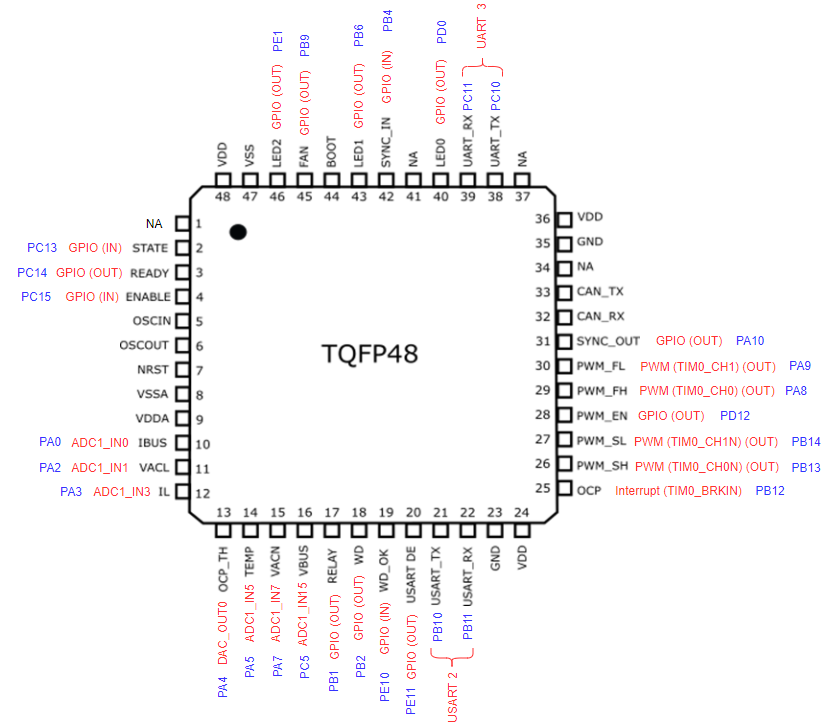 UART 3
PE1 GPIO (OUT) LED2
PB9 GPIO (OUT) FAN
PB6 GPIO (OUT) LED1
PB4 GPIO (IN) SYNC_IN
PD0 GPIO (OUT) LED0
PC11 UART_RX
PC10 UART_TX
VDD
VSS
BOOT
NA
NA
48 47 46 45 44 43 42 41 40 39 38 37
NA 1
PC13 GPIO (IN) STATE 2
PC14 GPIO (OUT) READY 3
PC15 GPIO (IN) ENABLE 4
OSCIN 5
OSCOUT 6
NRST 7
VSSA 8
VDDA 9
PA0 ADC1_IN0 IBUS 10
PA2 ADC1_IN1 VACL 11
PA3 ADC1_IN3 IL 12
TQFP48
36 VDD
35 GND
34 NA
33 CAN_TX
32 CAN_RX
31 SYNC_OUT GPIO (OUT) PA10
30 PWM_FL PWM (TIM0_CH1) (OUT) PA9
29 PWM_FH PWM (TIM0_CH0) (OUT) PA8
28 PWM_EN GPIO (OUT) PD12
27 PWM_SL PWM (TIM0_CH1N) (OUT) PB14
26 PWM_SH PWM (TIM0_CH0N) (OUT) PB13
25 OCP Interrupt (TIM0_BRKIN) PB12
13 14 15 16 17 18 19 20 21 22 23 24
PA4 DAC_OUT0 OCP_TH
PA5 ADC1_IN5 TEMP
PA7 ADC1_IN7 VACN
PC5 ADC1_IN15 VBUS
PB1 GPIO (OUT) RELAY
PB2 GPIO (OUT) WD
PE10 GPIO (IN) WD_OK
PE11 GPIO (OUT) USART DE
PB10 USART_TX
PB11 USART_RX
GND
VDD
USART 2